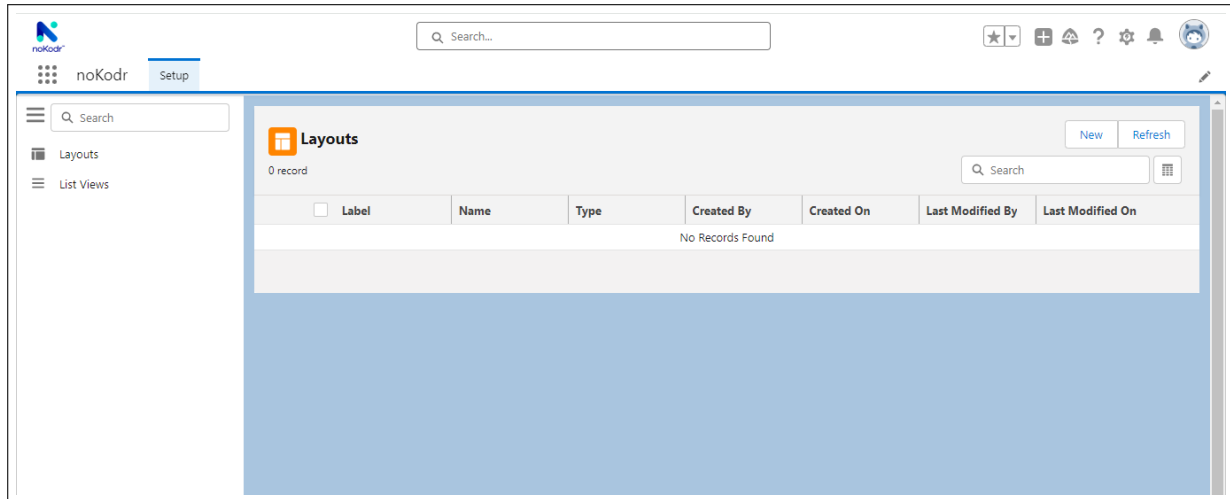 noKodr
Search...
noKodr
Setup
Search
Layouts
List Views
Layouts
0 record
New
Refresh
Search
Label Name Type Created By Created On Last Modified By Last Modified On
No Records Found